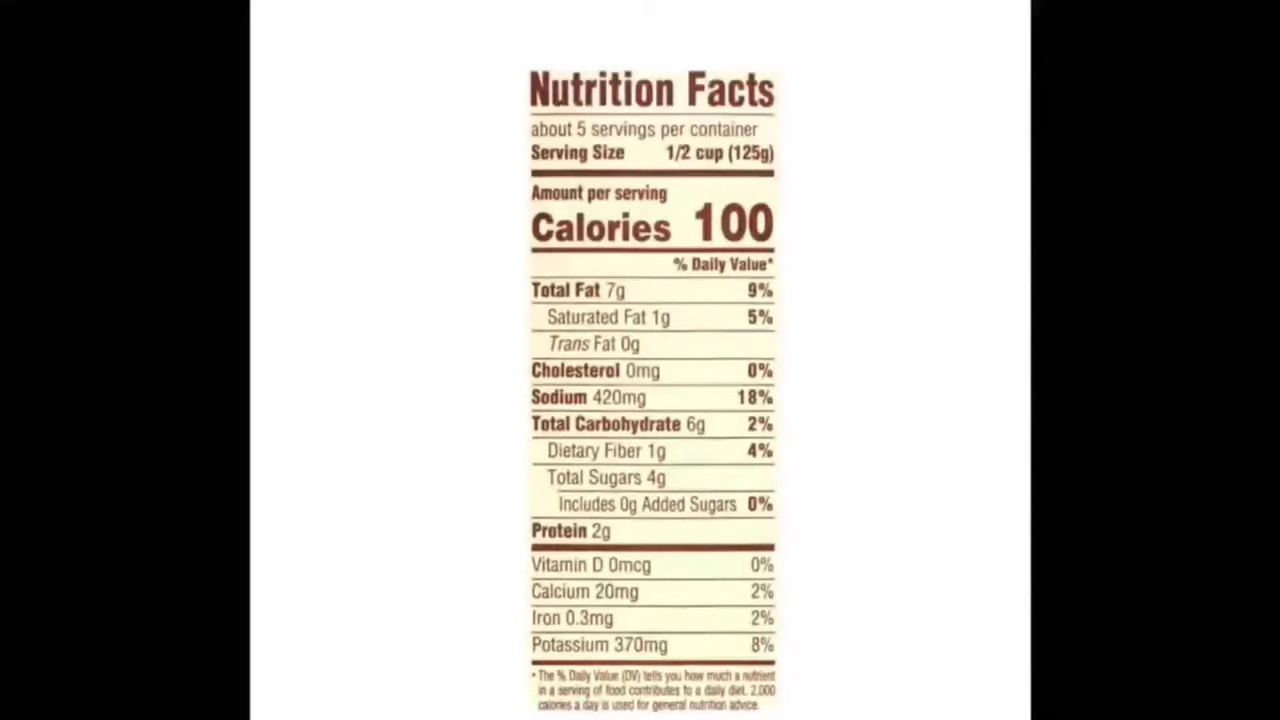 Nutrition Facts
about 5 servings per container
Serving Size 1/2 cup (125g)
Amount per serving
Calories 100
% Daily Value*
Total Fat 7g 9%
Saturated Fat 1g 5%
Trans Fat 0g
Cholesterol 0mg 0%
Sodium 420mg 18%
Total Carbohydrate 6g 2%
Dietary Fiber 1g 4%
Total Sugars 4g
Includes 0g Added Sugars 0%
Protein 2g
Vitamin D 0mcg 0%
Calcium 20mg 2%
Iron 0.3mg 2%
Potassium 370mg 8%
* The % Daily Value (DV) tells you how much a nutrient
in a serving of food contributes to a daily diet. 2,000
calories a day is used for general nutrition advice.